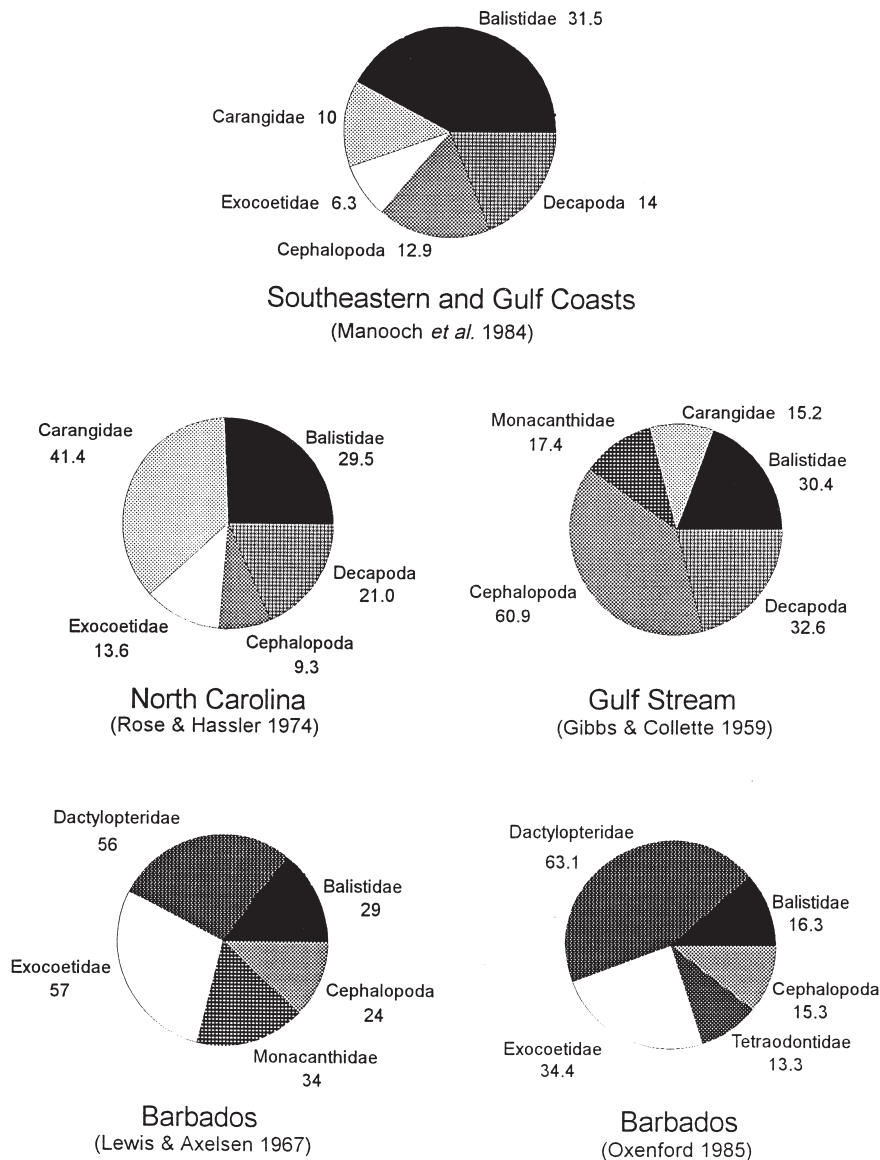 Balistidae 31.5
Carangidae 10
Exocoetidae 6.3
Decapoda 14
Cephalopoda 12.9
Southeastern and Gulf Coasts
(Manooch et al. 1984)
Carangidae
41.4
Balistidae
29.5
Decapoda
21.0
Exocoetidae
13.6
Cephalopoda
9.3
North Carolina
(Rose & Hassler 1974)
Monacanthidae
17.4
Carangidae 15.2
Balistidae
30.4
Cephalopoda
60.9
Decapoda
32.6
Gulf Stream
(Gibbs & Collette 1959)
Dactylopteridae
56
Balistidae
29
Exocoetidae
57
Cephalopoda
24
Monacanthidae
34
Barbados
(Lewis & Axelsen 1967)
Dactylopteridae
63.1
Balistidae
16.3
Cephalopoda
15.3
Exocoetidae
34.4
Tetraodontidae
13.3
Barbados
(Oxenford 1985)